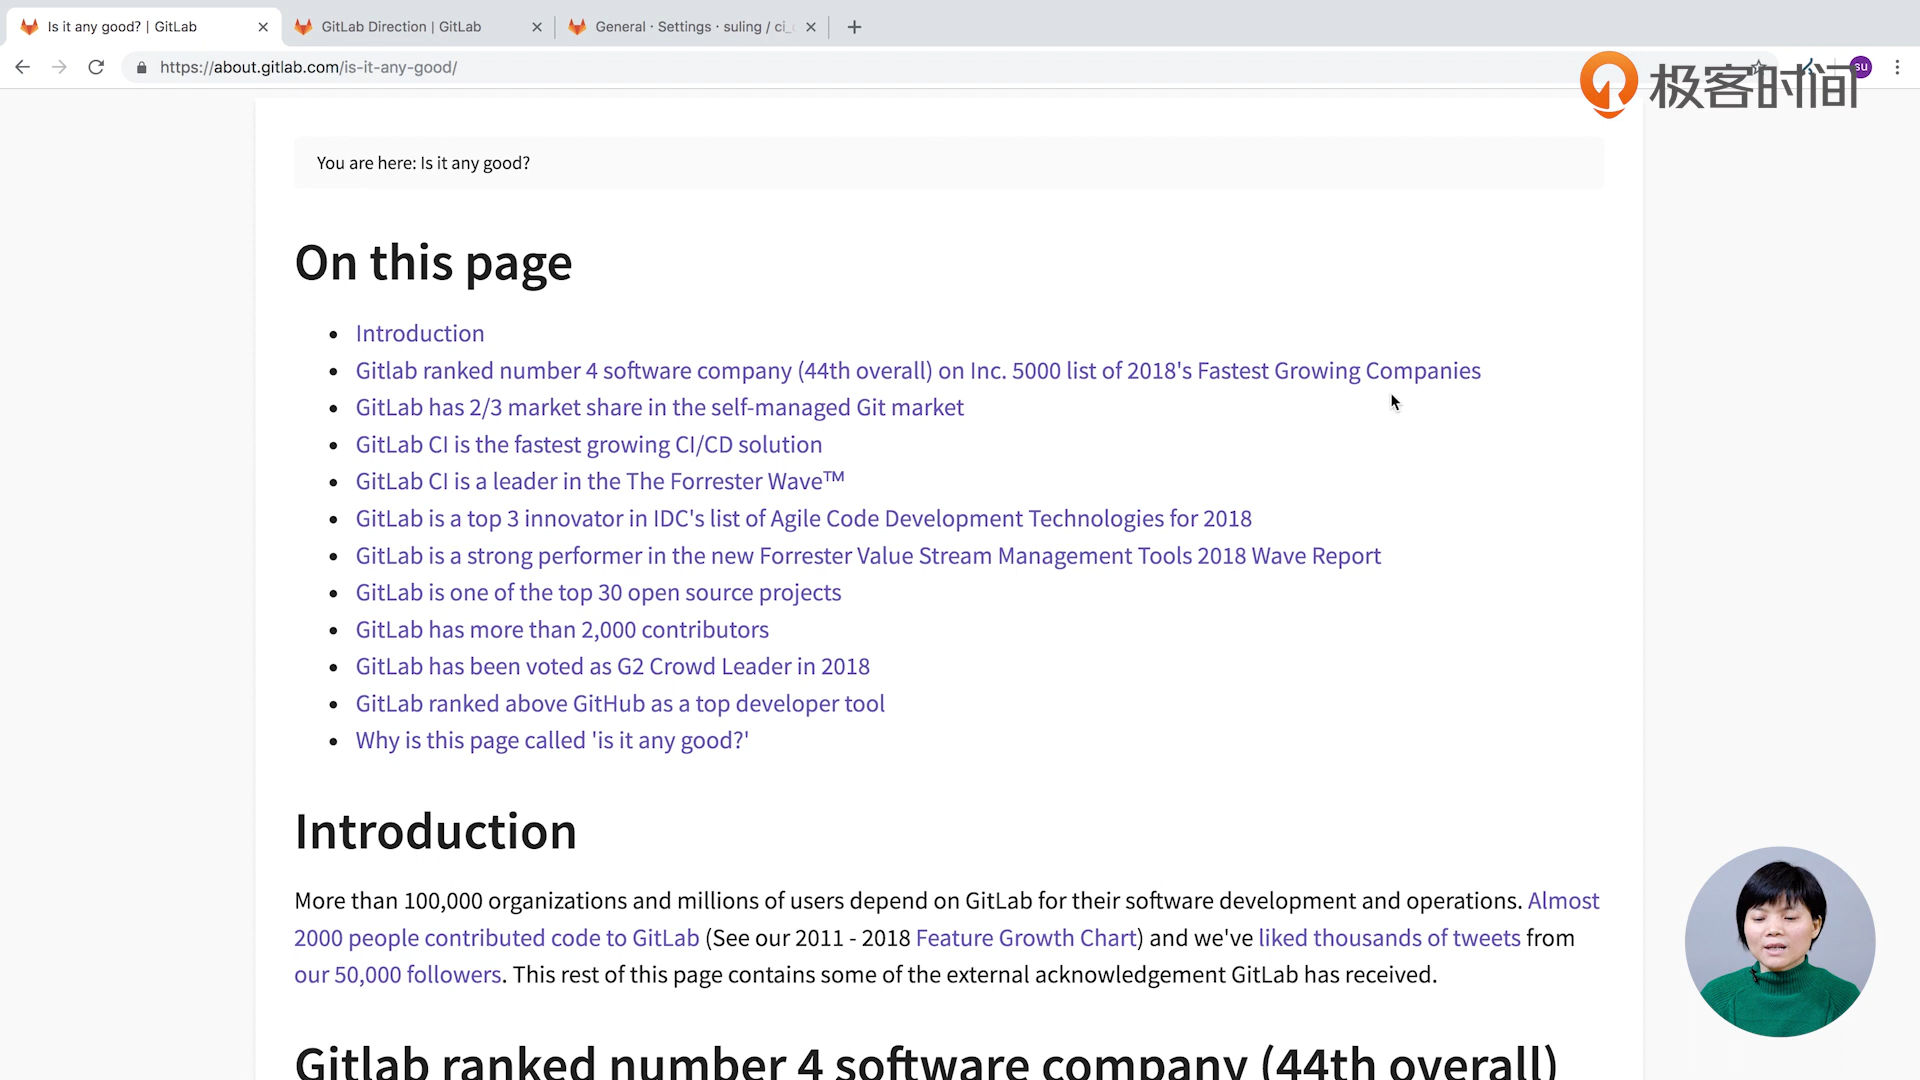 Is it any good? | GitLab
GitLab Direction | GitLab
General · Settings · suling / ci_
https://about.gitlab.com/is-it-any-good/
su
极客时间
You are here: Is it any good?
On this page
Introduction
Gitlab ranked number 4 software company (44th overall) on Inc. 5000 list of 2018's Fastest Growing Companies
GitLab has 2/3 market share in the self-managed Git market
GitLab CI is the fastest growing CI/CD solution
GitLab CI is a leader in the The Forrester Wave™
GitLab is a top 3 innovator in IDC's list of Agile Code Development Technologies for 2018
GitLab is a strong performer in the new Forrester Value Stream Management Tools 2018 Wave Report
GitLab is one of the top 30 open source projects
GitLab has more than 2,000 contributors
GitLab has been voted as G2 Crowd Leader in 2018
GitLab ranked above GitHub as a top developer tool
Why is this page called 'is it any good?'
Introduction
More than 100,000 organizations and millions of users depend on GitLab for their software development and operations. Almost
2000 people contributed code to GitLab (See our 2011 - 2018 Feature Growth Chart) and we've liked thousands of tweets from
our 50,000 followers. This rest of this page contains some of the external acknowledgement GitLab has received.
Gitlab ranked number 4 software company (44th overall)